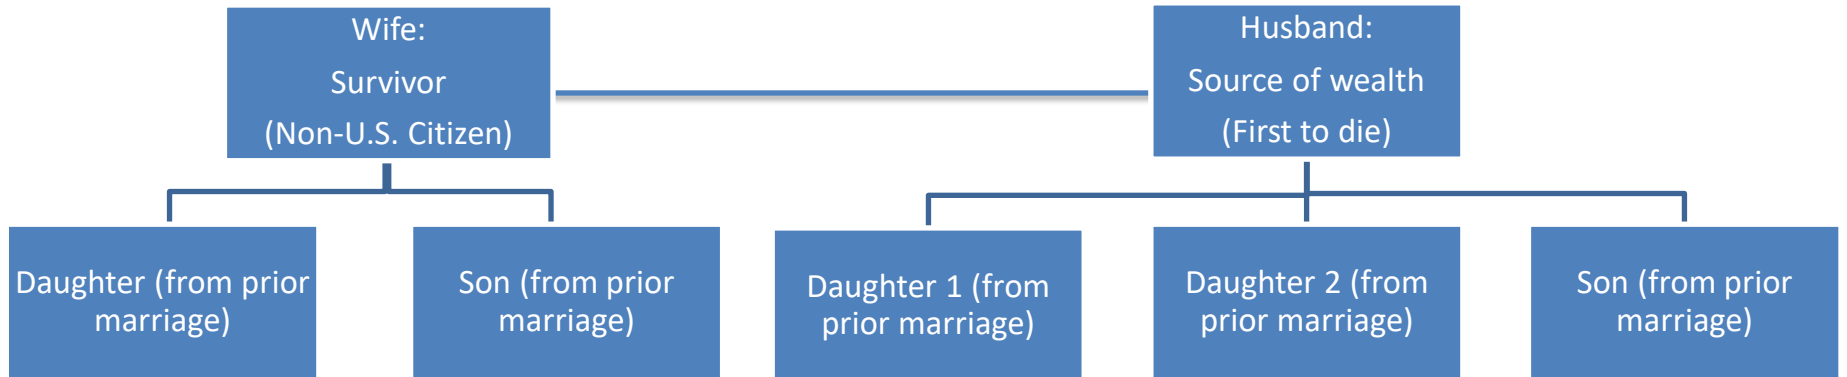 Wife:
Survivor
(Non-U.S. Citizen)
Husband:
Source of wealth
(First to die)
Daughter (from prior
marriage)
Son (from prior
marriage)
Daughter 1 (from
prior marriage)
Daughter 2 (from
prior marriage)
Son (from prior
marriage)